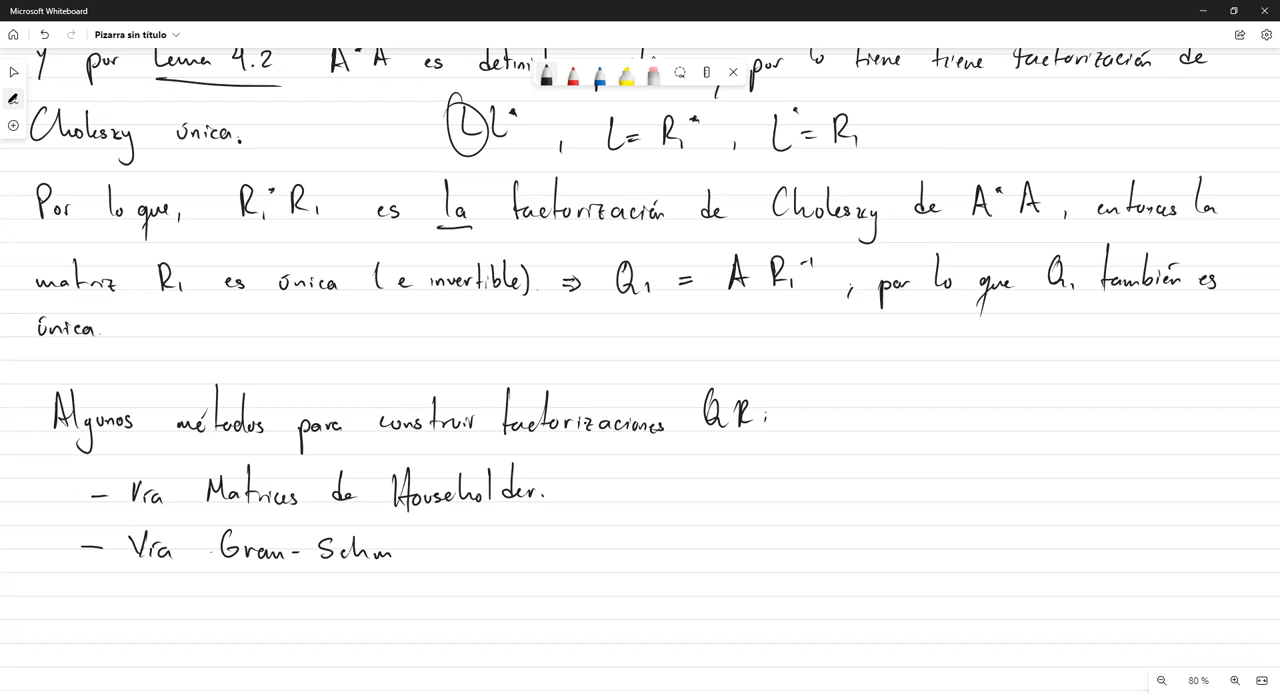 Microsoft Whiteboard
Pizarra sin título
Y por Lema 4.2 A*A es por lo tiene tiene factorización de
Cholesky única. LL*, L = R₁*, L* = R₁
Por lo que, R₁*R₁ es la factorización de Cholesky de A*A, entonces la
matriz R₁ es única (e invertible). ⇒ Q₁ = A R₁⁻¹, por lo que Q₁ también es
única.
Algunos métodos para construir factorizaciones QR:
- Vía Matrices de Householder.
- Vía Gram-Schm
80 %